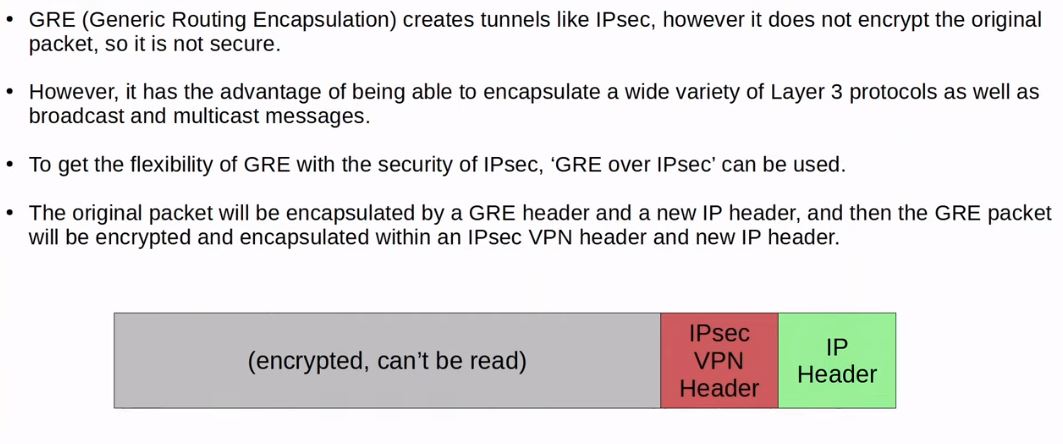 • GRE (Generic Routing Encapsulation) creates tunnels like IPsec, however it does not encrypt the original
packet, so it is not secure.
• However, it has the advantage of being able to encapsulate a wide variety of Layer 3 protocols as well as
broadcast and multicast messages.
• To get the flexibility of GRE with the security of IPsec, ‘GRE over IPsec’ can be used.
• The original packet will be encapsulated by a GRE header and a new IP header, and then the GRE packet
will be encrypted and encapsulated within an IPsec VPN header and new IP header.
(encrypted, can’t be read)
IPsec
VPN
Header
IP
Header